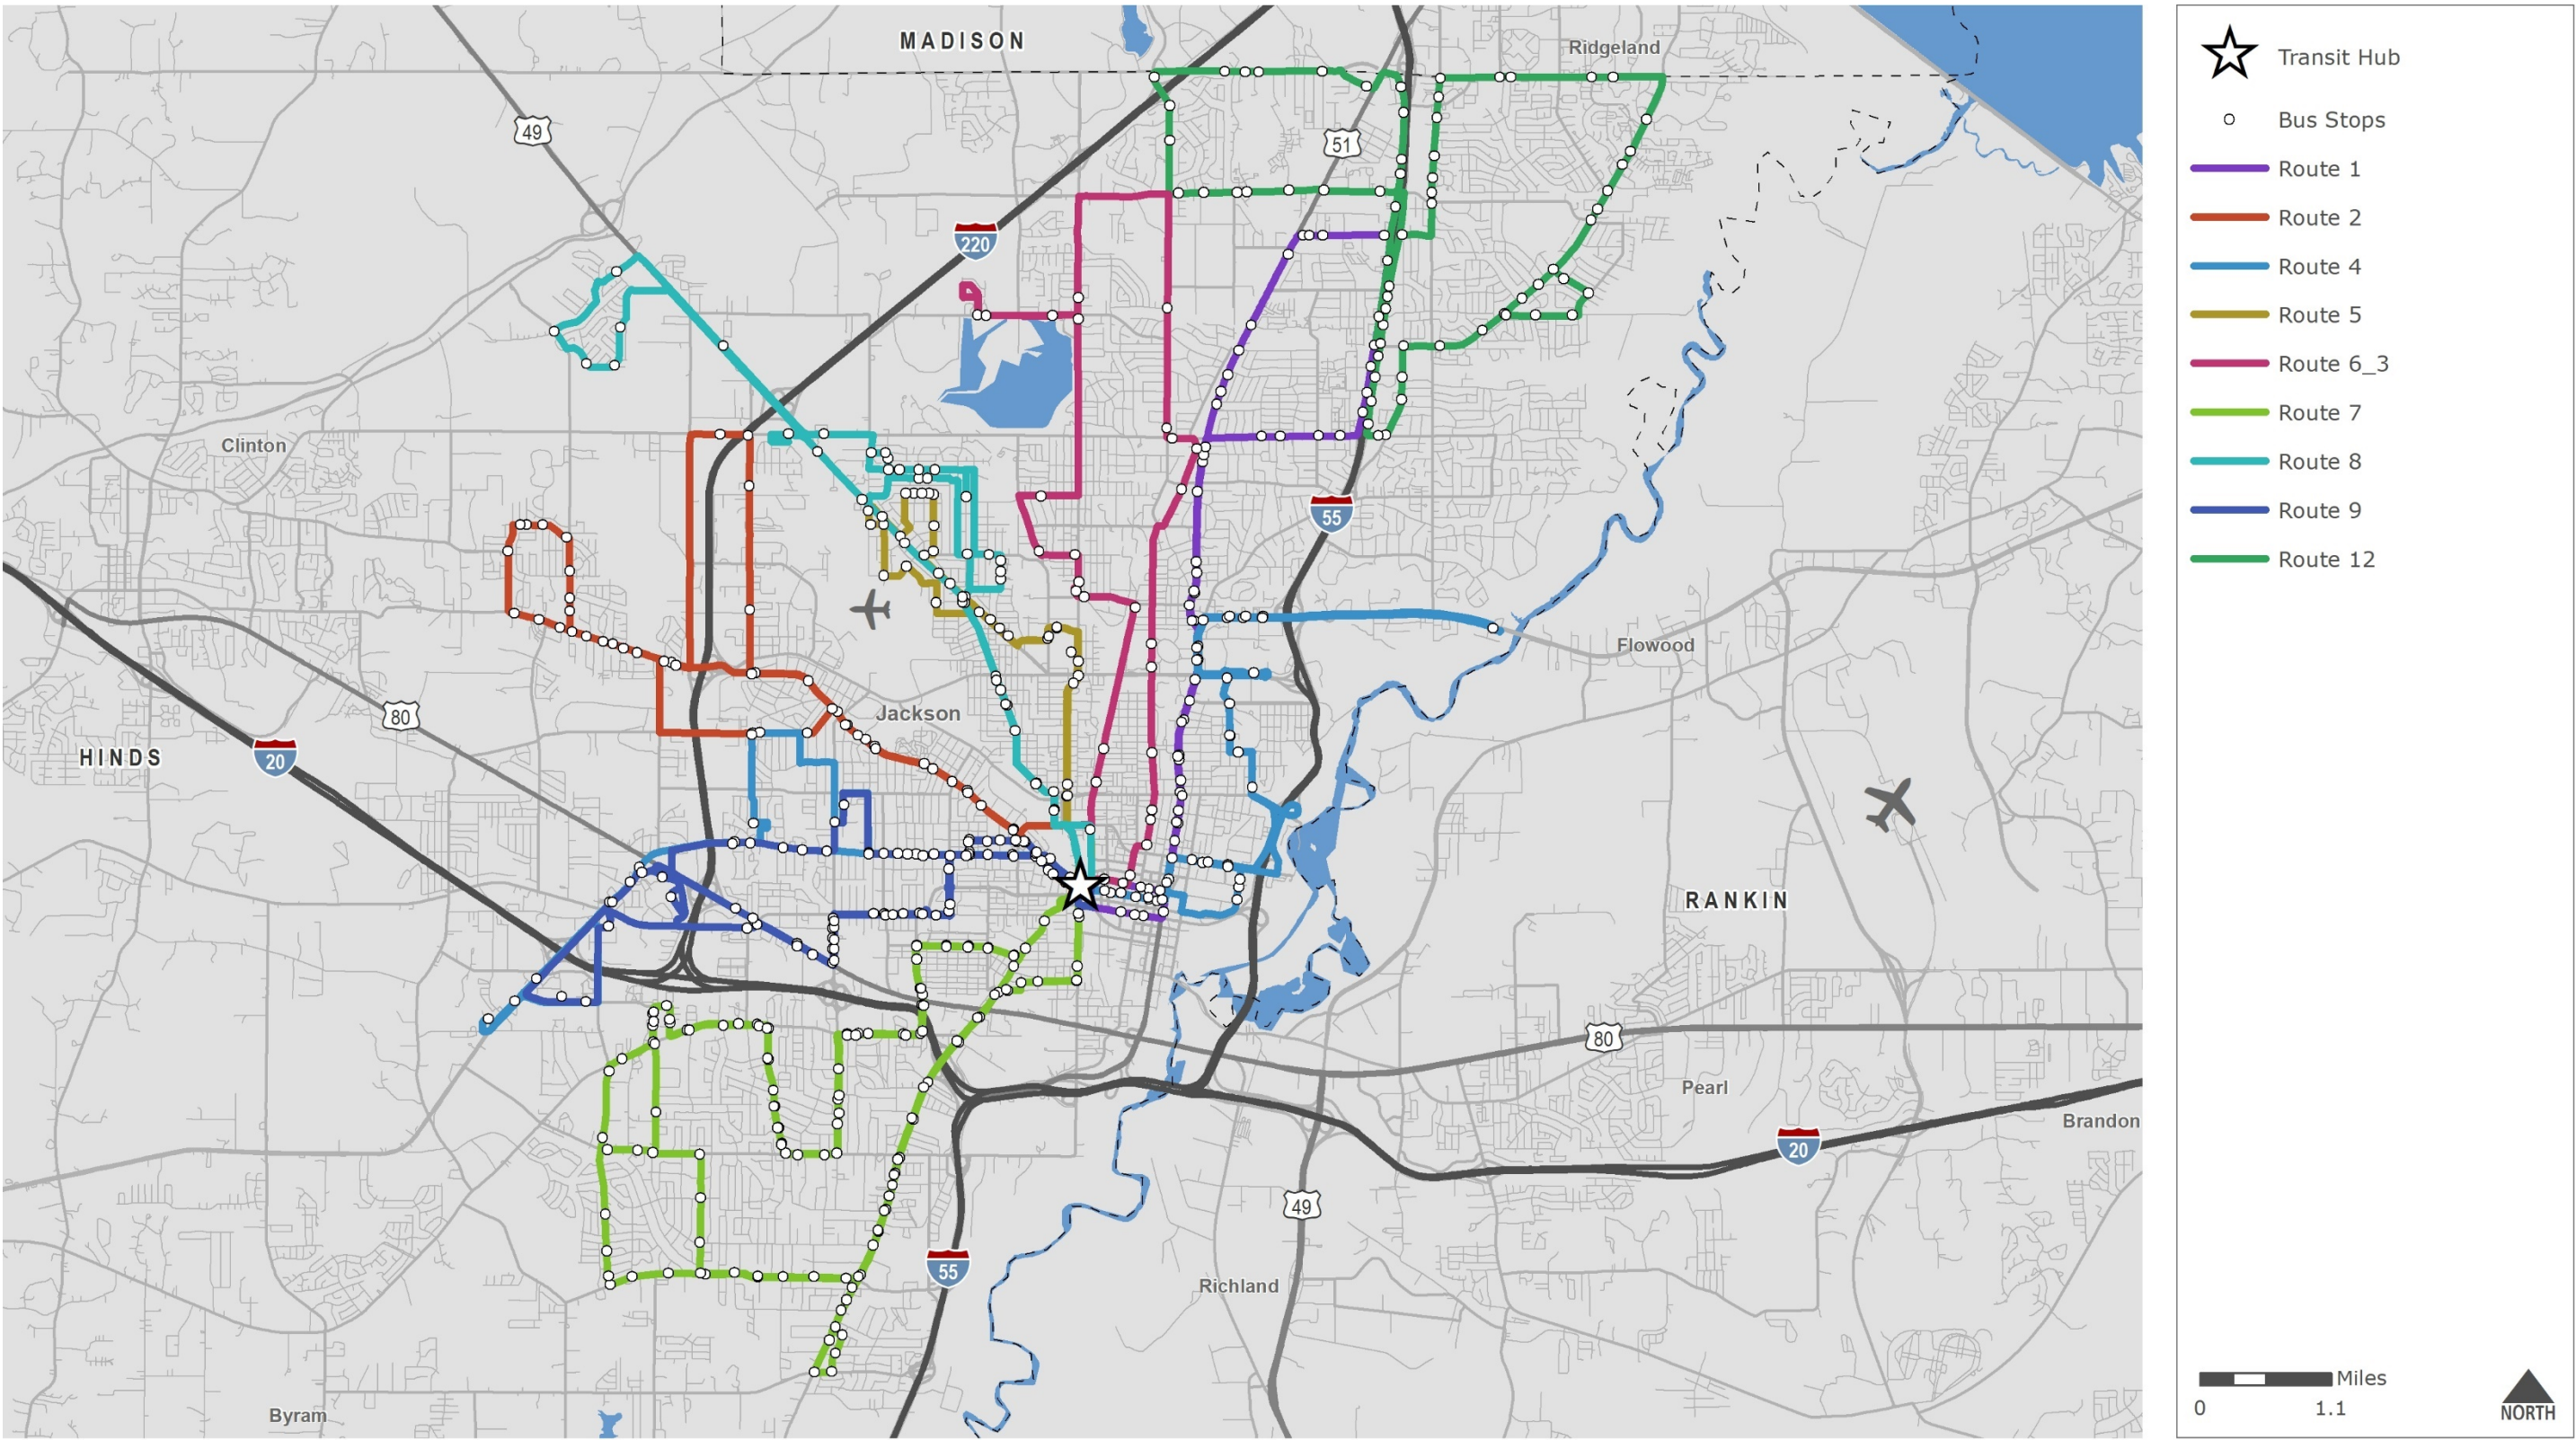 MADISON
Ridgeland
49
51
220
Clinton
55
Flowood
80
Jackson
HINDS
20
RANKIN
80
Pearl
Brandon
20
49
55
Richland
Byram
Transit Hub
Bus Stops
Route 1
Route 2
Route 4
Route 5
Route 6_3
Route 7
Route 8
Route 9
Route 12
Miles
0 1.1
NORTH